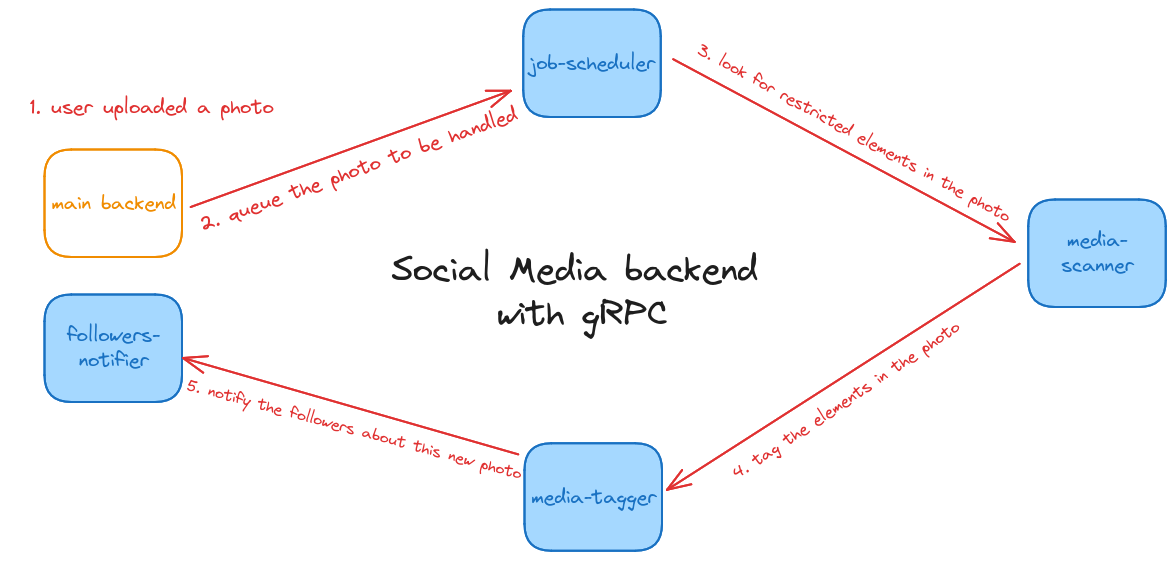 job-scheduler
3. look for restricted elements in the photo
1. user uploaded a photo
2. queue the photo to be handled
main backend
media-
scanner
Social Media backend
with gRPC
followers-
notifier
5. notify the followers about this new photo
4. tag the elements in the photo
media-tagger